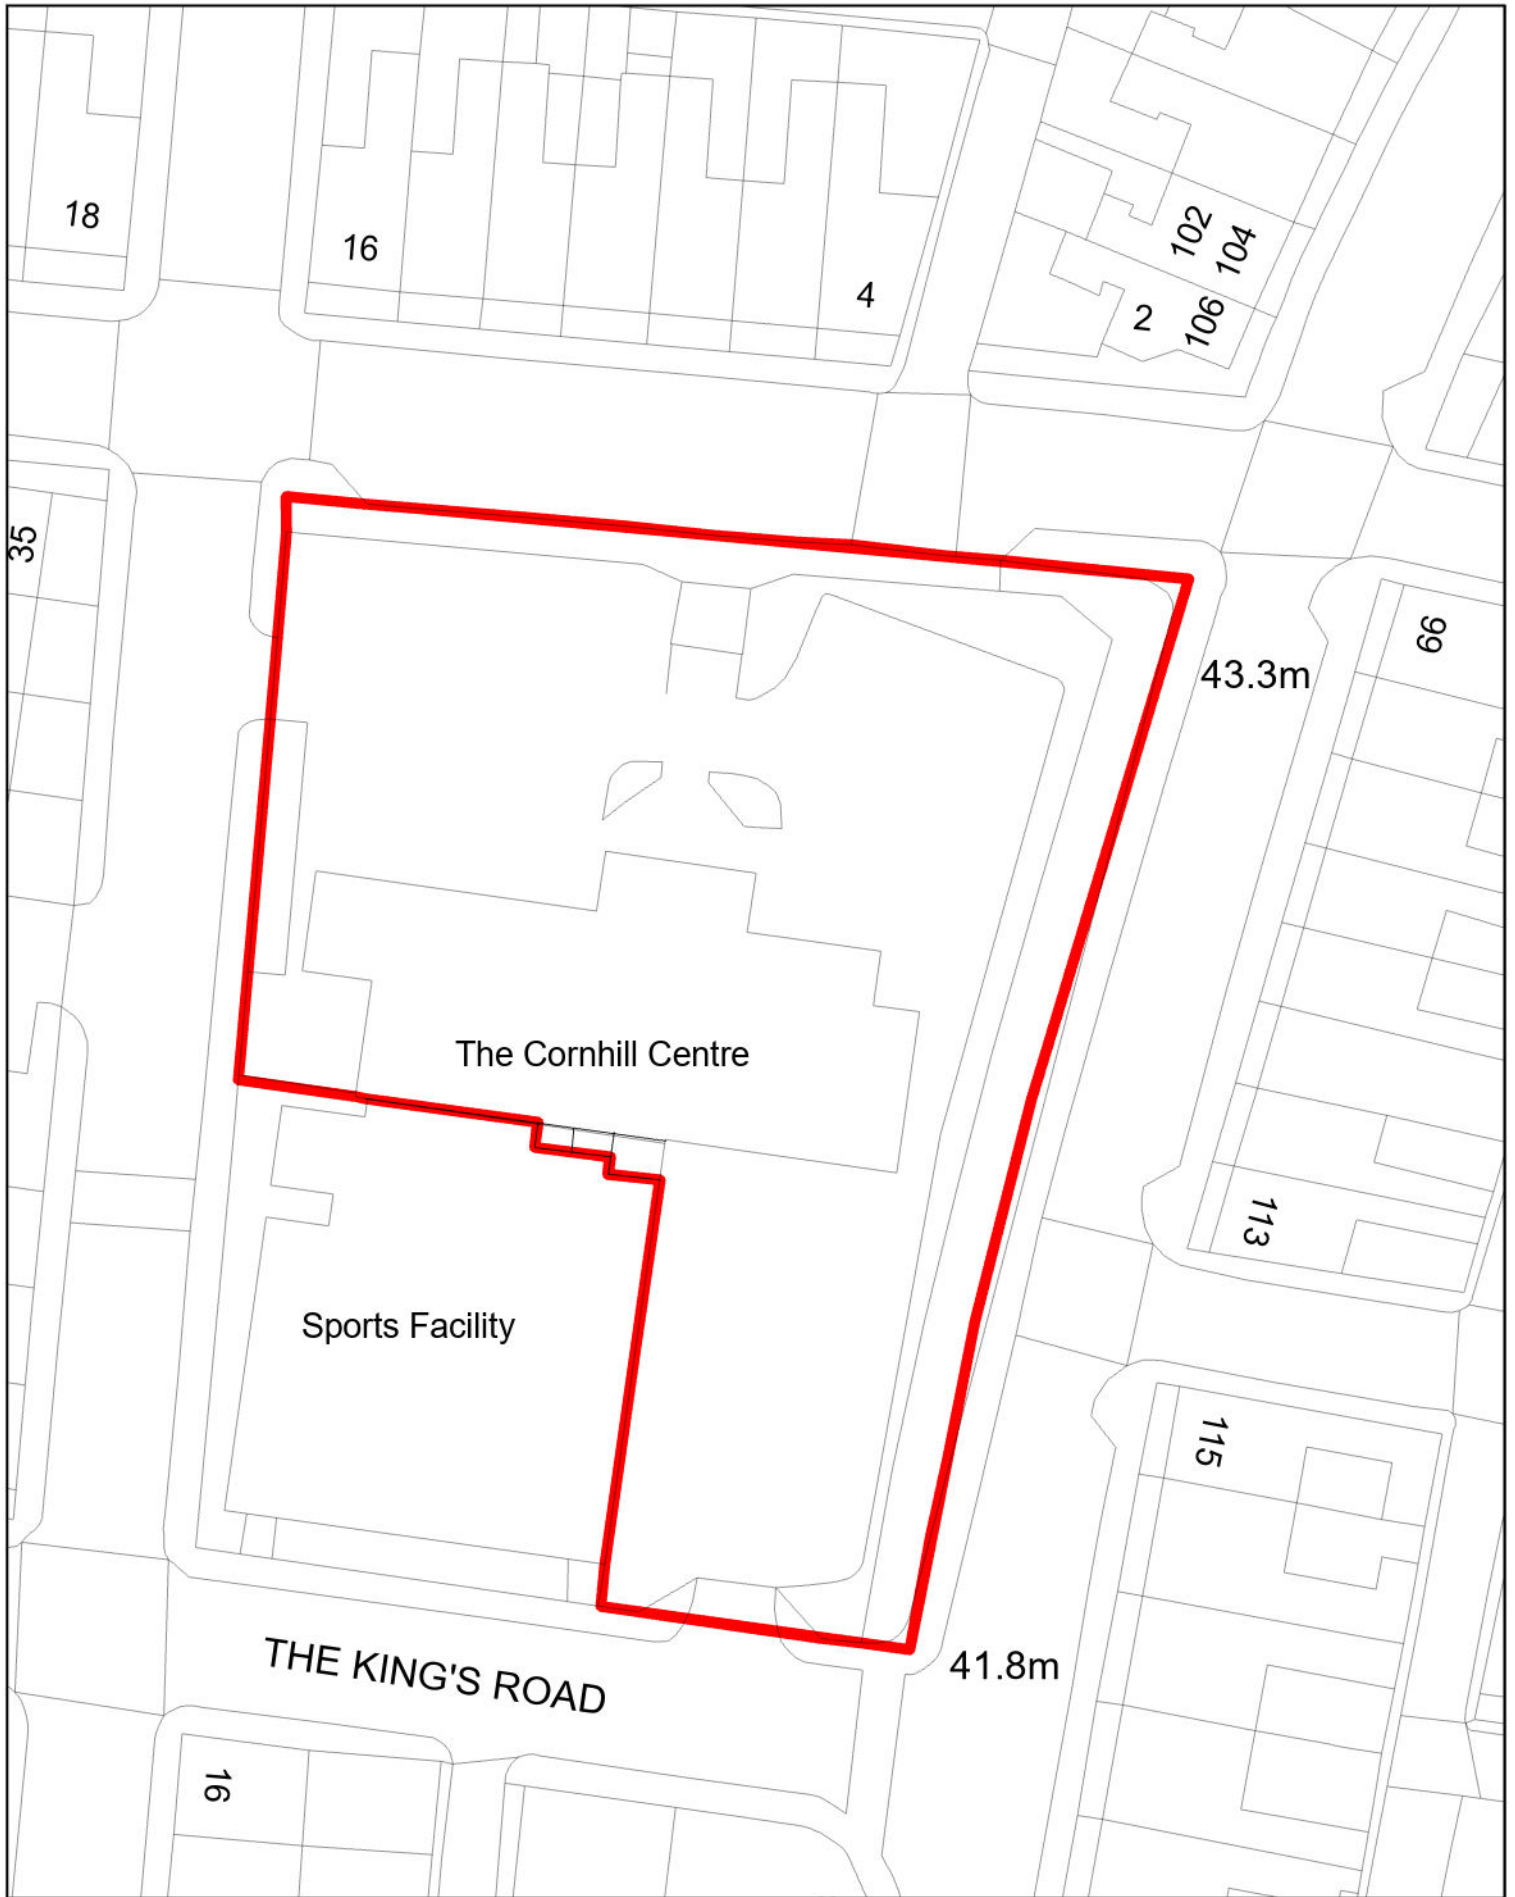 18
16
4
102
104
2
106
35
66
43.3m
The Cornhill Centre
113
Sports Facility
115
41.8m
THE KING'S ROAD
16